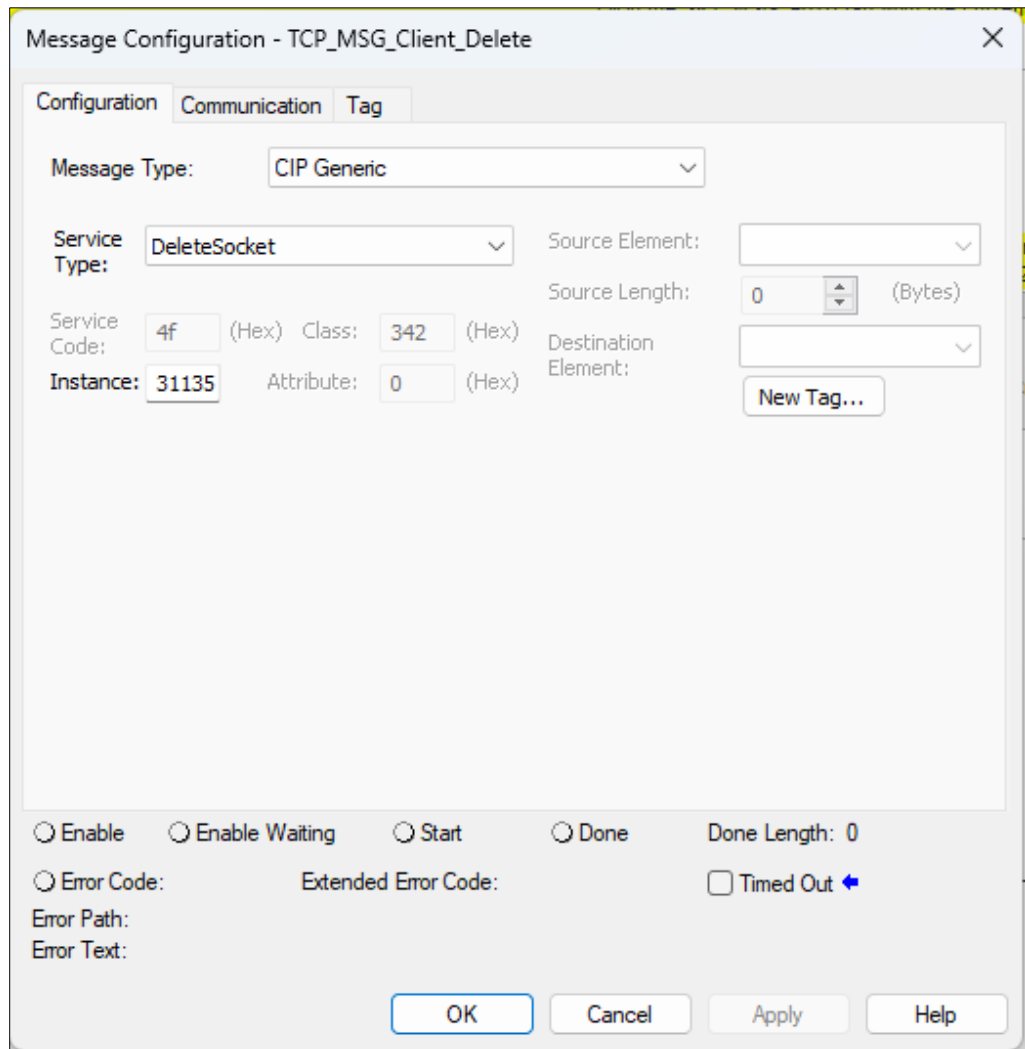 Message Configuration - TCP_MSG_Client_Delete
Configuration Communication Tag
Message Type: CIP Generic
Service Type: DeleteSocket
Service Code: 4f (Hex) Class: 342 (Hex)
Instance: 31135 Attribute: 0 (Hex)
Source Element:
Source Length: 0 (Bytes)
Destination Element:
New Tag...
Enable Enable Waiting Start Done Done Length: 0
Error Code: Extended Error Code: Timed Out
Error Path:
Error Text:
OK Cancel Apply Help